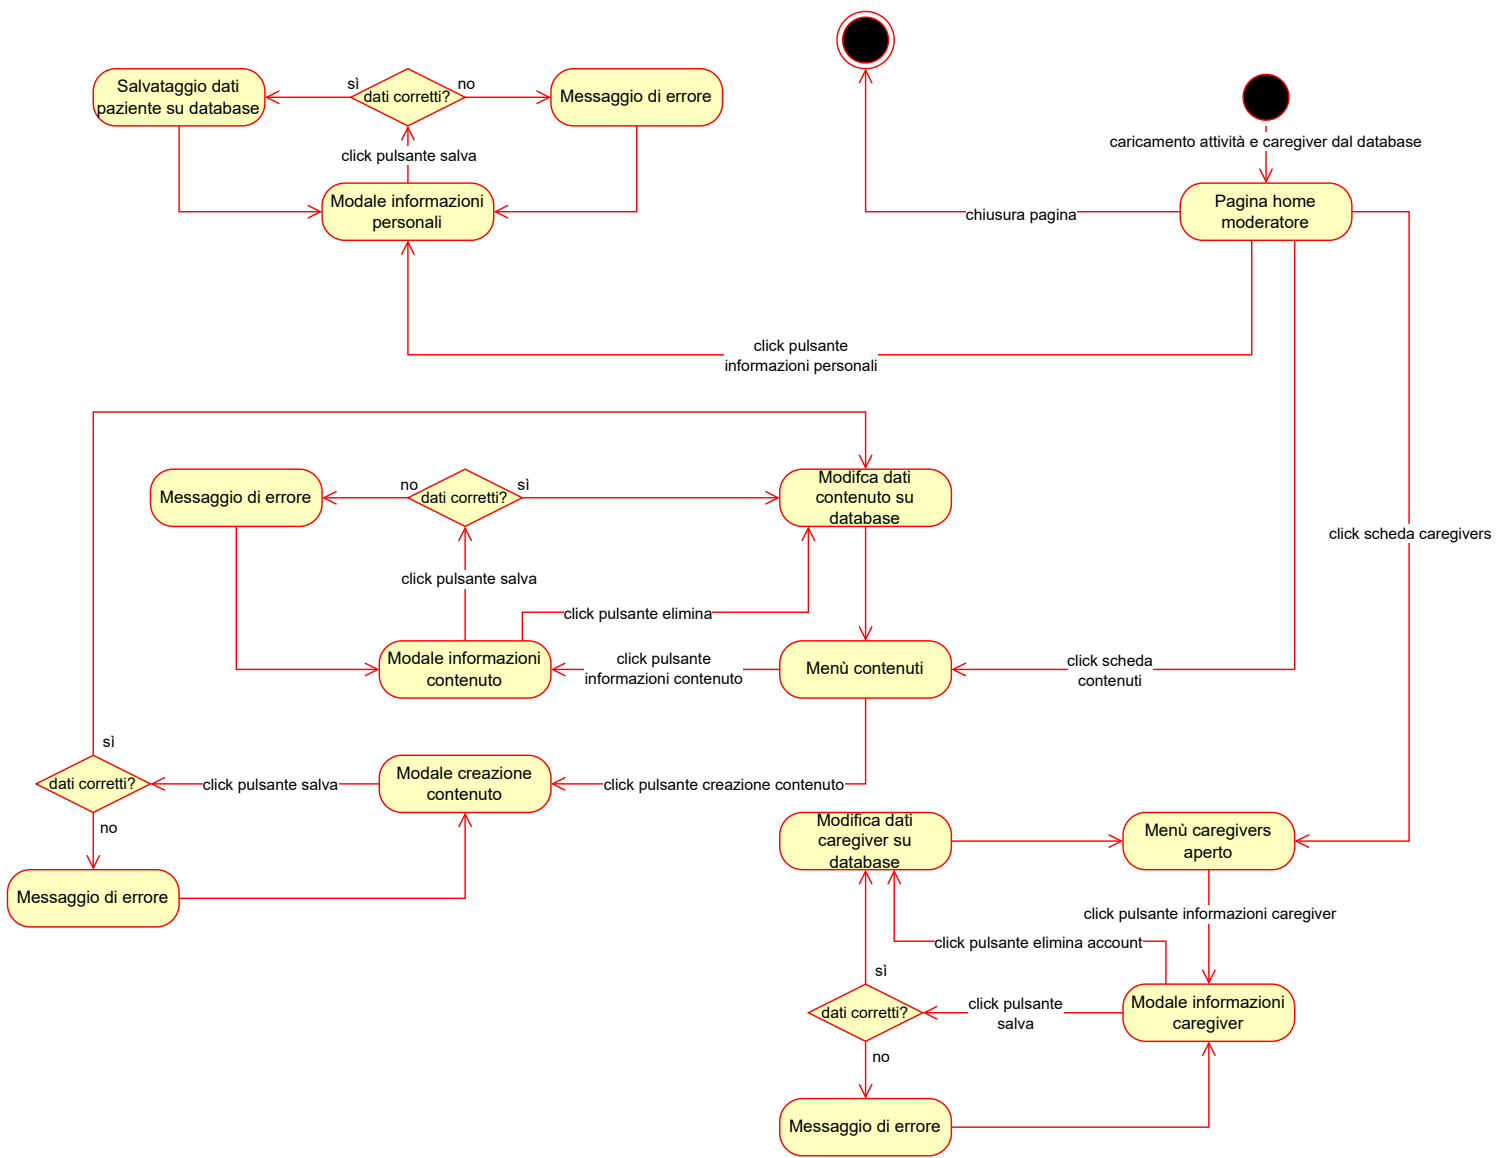 Salvataggio dati
paziente su database
sì
dati corretti?
no
Messaggio di errore
click pulsante salva
Modale informazioni
personali
caricamento attività e caregiver dal database
Pagina home
moderatore
chiusura pagina
click pulsante
informazioni personali
Messaggio di errore
no
dati corretti?
sì
Modifca dati
contenuto su
database
click scheda caregivers
click pulsante salva
click pulsante elimina
Modale informazioni
contenuto
click pulsante
informazioni contenuto
Menù contenuti
click scheda
contenuti
sì
dati corretti?
click pulsante salva
Modale creazione
contenuto
click pulsante creazione contenuto
no
Messaggio di errore
Modifica dati
caregiver su
database
Menù caregivers
aperto
click pulsante informazioni caregiver
click pulsante elimina account
sì
dati corretti?
click pulsante
salva
Modale informazioni
caregiver
no
Messaggio di errore